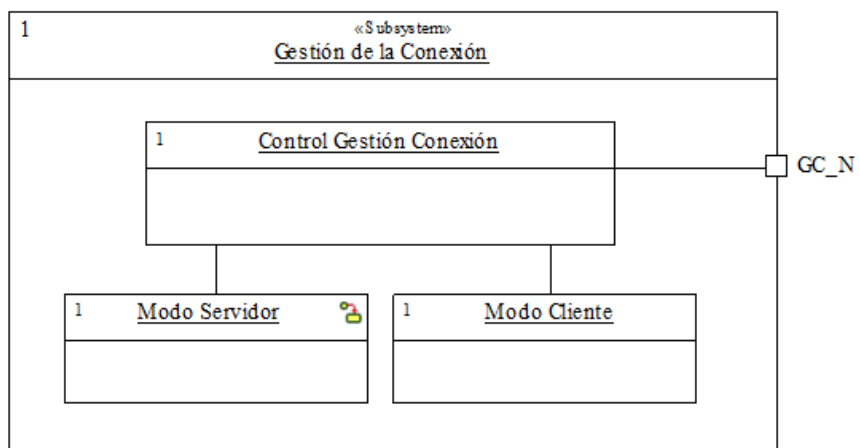 1
«Subsystem»
Gestión de la Conexión
1 Control Gestión Conexión
GC_N
1 Modo Servidor
1 Modo Cliente